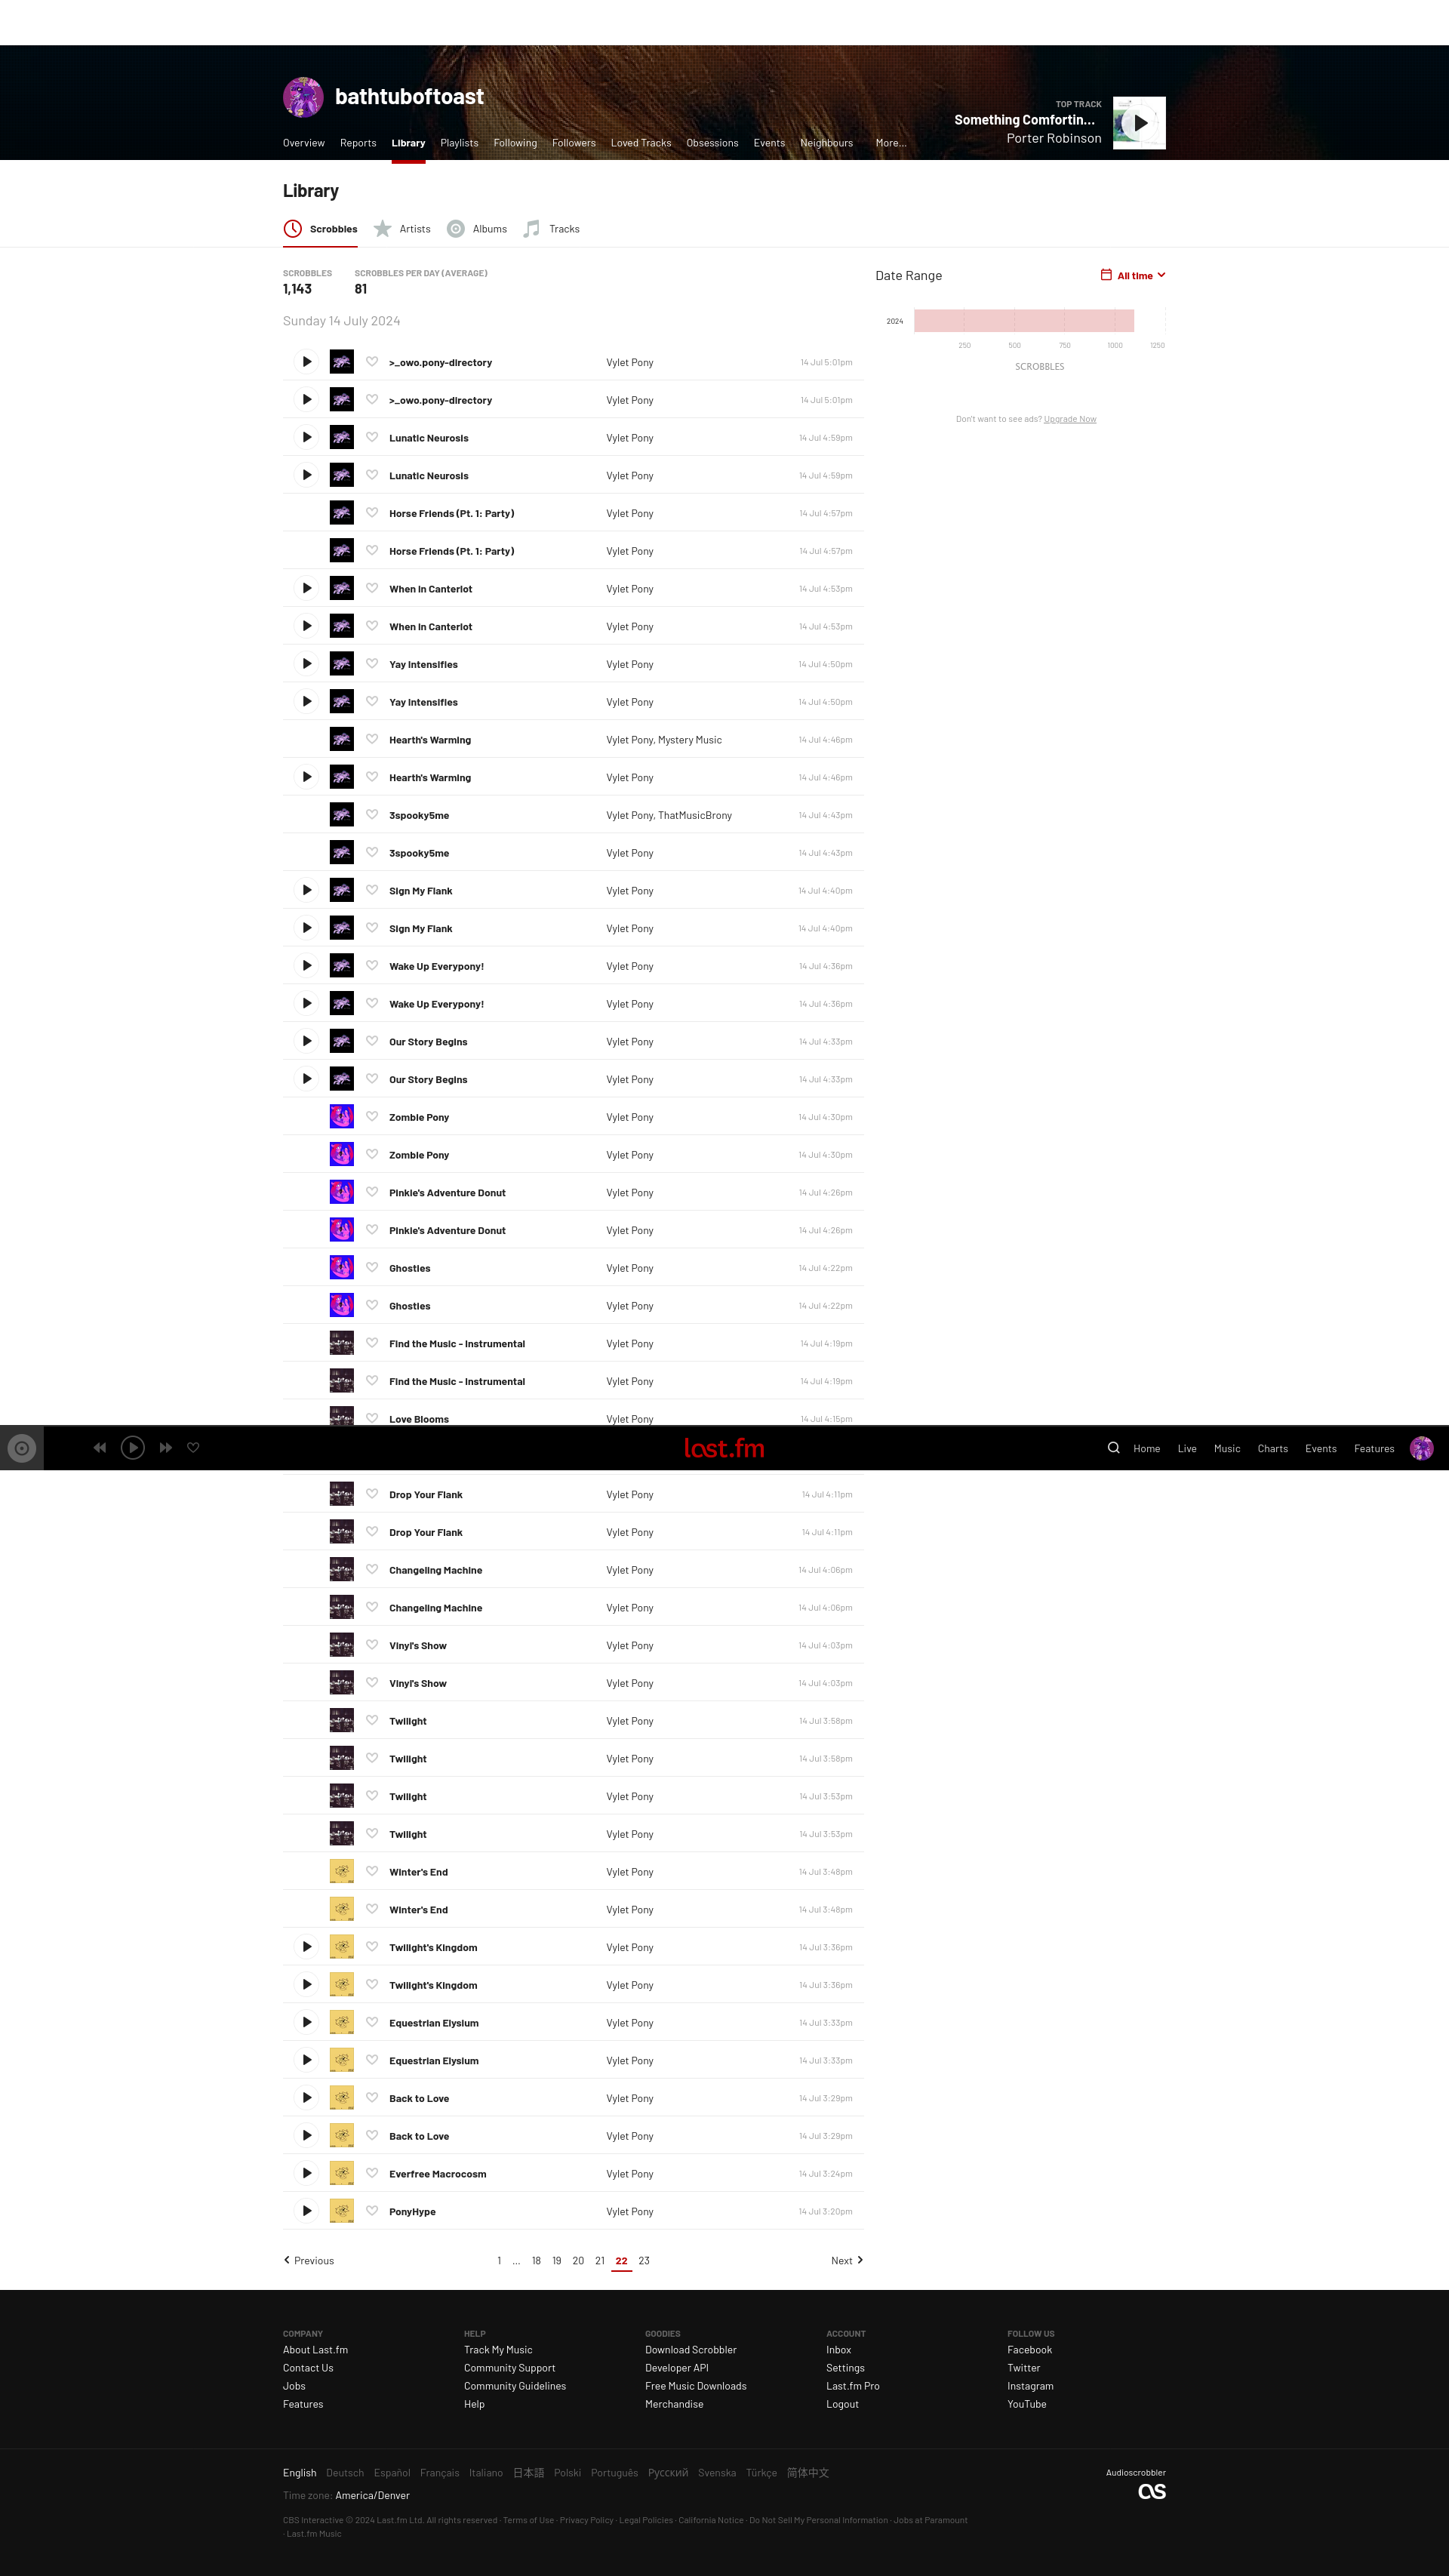 bathtuboftoast
TOP TRACK
Something Comfortin...
Porter Robinson
Overview Reports Library Playlists Following Followers Loved Tracks Obsessions Events Neighbours More...
Library
Scrobbles Artists Albums Tracks
SCROBBLES SCROBBLES PER DAY (AVERAGE)
1,143 81
Date Range All time
2024
250 500 750 1000 1250
SCROBBLES
Don't want to see ads? Upgrade Now
Sunday 14 July 2024
>_owo.pony-directory Vylet Pony 14 Jul 5:01pm
>_owo.pony-directory Vylet Pony 14 Jul 5:01pm
Lunatic Neurosis Vylet Pony 14 Jul 4:59pm
Lunatic Neurosis Vylet Pony 14 Jul 4:59pm
Horse Friends (Pt. 1: Party) Vylet Pony 14 Jul 4:57pm
Horse Friends (Pt. 1: Party) Vylet Pony 14 Jul 4:57pm
When in Canterlot Vylet Pony 14 Jul 4:53pm
When in Canterlot Vylet Pony 14 Jul 4:53pm
Yay Intensifies Vylet Pony 14 Jul 4:50pm
Yay Intensifies Vylet Pony 14 Jul 4:50pm
Hearth's Warming Vylet Pony, Mystery Music 14 Jul 4:46pm
Hearth's Warming Vylet Pony 14 Jul 4:46pm
3spooky5me Vylet Pony, ThatMusicBrony 14 Jul 4:43pm
3spooky5me Vylet Pony 14 Jul 4:43pm
Sign My Flank Vylet Pony 14 Jul 4:40pm
Sign My Flank Vylet Pony 14 Jul 4:40pm
Wake Up Everypony! Vylet Pony 14 Jul 4:36pm
Wake Up Everypony! Vylet Pony 14 Jul 4:36pm
Our Story Begins Vylet Pony 14 Jul 4:33pm
Our Story Begins Vylet Pony 14 Jul 4:33pm
Zombie Pony Vylet Pony 14 Jul 4:30pm
Zombie Pony Vylet Pony 14 Jul 4:30pm
Pinkie's Adventure Donut Vylet Pony 14 Jul 4:26pm
Pinkie's Adventure Donut Vylet Pony 14 Jul 4:26pm
Ghosties Vylet Pony 14 Jul 4:22pm
Ghosties Vylet Pony 14 Jul 4:22pm
Find the Music - Instrumental Vylet Pony 14 Jul 4:19pm
Find the Music - Instrumental Vylet Pony 14 Jul 4:19pm
Love Blooms Vylet Pony 14 Jul 4:15pm
last.fm Home Live Music Charts Events Features
Drop Your Flank Vylet Pony 14 Jul 4:11pm
Drop Your Flank Vylet Pony 14 Jul 4:11pm
Changeling Machine Vylet Pony 14 Jul 4:06pm
Changeling Machine Vylet Pony 14 Jul 4:06pm
Vinyl's Show Vylet Pony 14 Jul 4:03pm
Vinyl's Show Vylet Pony 14 Jul 4:03pm
Twilight Vylet Pony 14 Jul 3:58pm
Twilight Vylet Pony 14 Jul 3:58pm
Twilight Vylet Pony 14 Jul 3:53pm
Twilight Vylet Pony 14 Jul 3:53pm
Winter's End Vylet Pony 14 Jul 3:48pm
Winter's End Vylet Pony 14 Jul 3:48pm
Twilight's Kingdom Vylet Pony 14 Jul 3:36pm
Twilight's Kingdom Vylet Pony 14 Jul 3:36pm
Equestrian Elysium Vylet Pony 14 Jul 3:33pm
Equestrian Elysium Vylet Pony 14 Jul 3:33pm
Back to Love Vylet Pony 14 Jul 3:29pm
Back to Love Vylet Pony 14 Jul 3:29pm
Everfree Macrocosm Vylet Pony 14 Jul 3:24pm
PonyHype Vylet Pony 14 Jul 3:20pm
Previous 1 ... 18 19 20 21 22 23 Next
COMPANY HELP GOODIES ACCOUNT FOLLOW US
About Last.fm Track My Music Download Scrobbler Inbox Facebook
Contact Us Community Support Developer API Settings Twitter
Jobs Community Guidelines Free Music Downloads Last.fm Pro Instagram
Features Help Merchandise Logout YouTube
English Deutsch Español Français Italiano 日本語 Polski Português Русский Svenska Türkçe 简体中文
Audioscrobbler
Time zone: America/Denver
CBS Interactive © 2024 Last.fm Ltd. All rights reserved · Terms of Use · Privacy Policy · Legal Policies · California Notice · Do Not Sell My Personal Information · Jobs at Paramount
· Last.fm Music